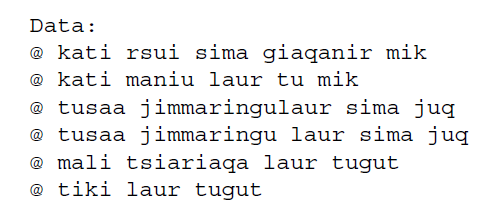 Data:
@ kati rsui sima giaqanir mik
@ kati maniu laur tu mik
@ tusaa jimmaringulaur sima juq
@ tusaa jimmaringu laur sima juq
@ mali tsiariaqa laur tugut
@ tiki laur tugut